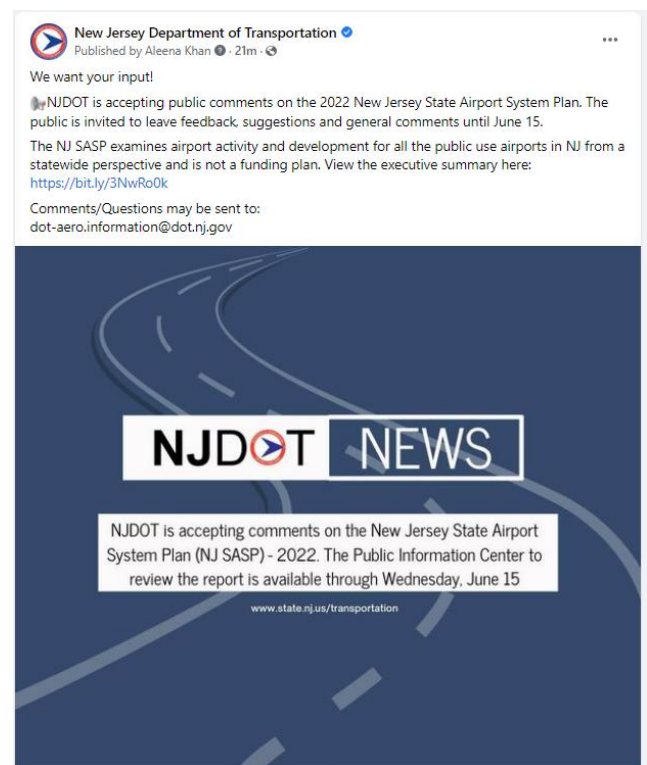 New Jersey Department of Transportation
Published by Aleena Khan · 21m ·
We want your input!
NJDOT is accepting public comments on the 2022 New Jersey State Airport System Plan. The
public is invited to leave feedback, suggestions and general comments until June 15.
The NJ SASP examines airport activity and development for all the public use airports in NJ from a
statewide perspective and is not a funding plan. View the executive summary here:
https://bit.ly/3NwRo0k
Comments/Questions may be sent to:
dot-aero.information@dot.nj.gov
NJDOT NEWS
NJDOT is accepting comments on the New Jersey State Airport
System Plan (NJ SASP) - 2022. The Public Information Center to
review the report is available through Wednesday, June 15
www.state.nj.us/transportation